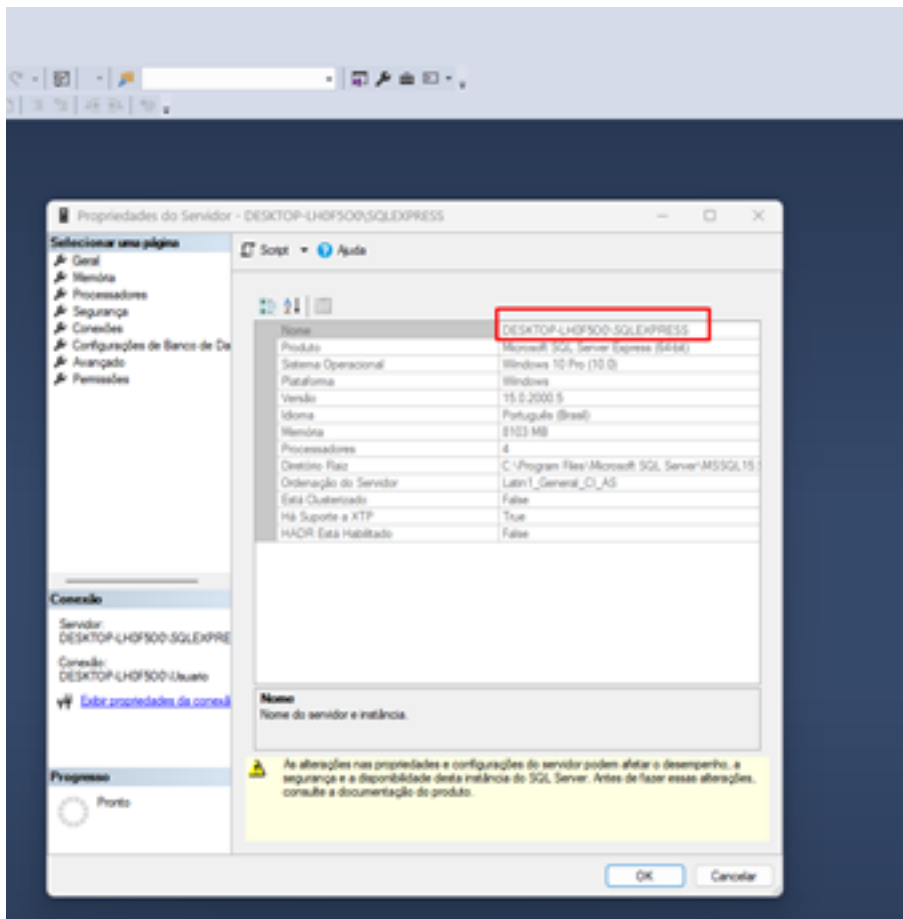 Propriedades do Servidor - DESKTOP-LH0F5O0\SQLEXPRESS
Selecionar uma página
Geral
Memória
Processadores
Segurança
Conexões
Configurações de Banco de Da
Avançado
Permissões
Script
Ajuda
Nome DESKTOP-LH0F5O0\SQLEXPRESS
Produto Microsoft SQL Server Express (64-bit)
Sistema Operacional Windows 10 Pro (10.0)
Plataforma Windows
Versão 15.0.2000.5
Idioma Português (Brasil)
Memória 8103 MB
Processadores 4
Diretório Raiz C:\Program Files\Microsoft SQL Server\MSSQL15.
Ordenação do Servidor Latin1_General_CI_AS
Está Clusterizado False
Há Suporte a XTP True
HADR Está Habilitado False
Conexão
Servidor:
DESKTOP-LH0F5O0\SQLEXPRE
Conexão:
DESKTOP-LH0F5O0\Usuario
Exibir propriedades da conexã
Nome
Nome do servidor e instância.
Progresso
Pronto
As alterações nas propriedades e configurações do servidor podem afetar o desempenho, a
segurança e a disponibilidade desta instância do SQL Server. Antes de fazer essas alterações,
consulte a documentação do produto.
OK
Cancelar